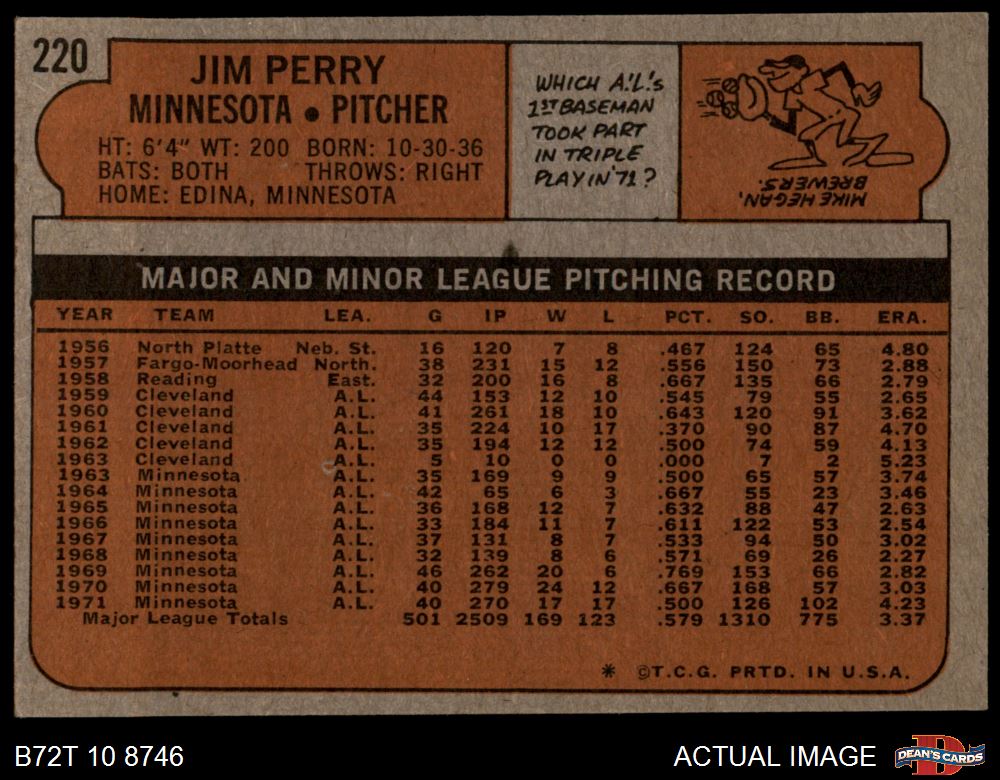 220
JIM PERRY
MINNESOTA • PITCHER
HT: 6'4" WT: 200 BORN: 10-30-36
BATS: BOTH THROWS: RIGHT
HOME: EDINA, MINNESOTA
WHICH A.L.'s
1ST BASEMAN
TOOK PART
IN TRIPLE
PLAY IN '71?
MIKE HEGAN,
BREWERS.
MAJOR AND MINOR LEAGUE PITCHING RECORD
YEAR TEAM LEA. G IP W L PCT. SO. BB. ERA.
1956 North Platte Neb. St. 16 120 7 8 .467 124 65 4.80
1957 Fargo-Moorhead North. 38 231 15 12 .556 150 73 2.88
1958 Reading East. 32 200 16 8 .667 135 66 2.79
1959 Cleveland A.L. 44 153 12 10 .545 79 55 2.65
1960 Cleveland A.L. 41 261 18 10 .643 120 91 3.62
1961 Cleveland A.L. 35 224 10 17 .370 90 87 4.70
1962 Cleveland A.L. 35 194 12 12 .500 74 59 4.13
1963 Cleveland A.L. 5 10 0 0 .000 7 2 5.23
1963 Minnesota A.L. 35 169 9 9 .500 65 57 3.74
1964 Minnesota A.L. 42 65 6 3 .667 55 23 3.46
1965 Minnesota A.L. 36 168 12 7 .632 88 47 2.63
1966 Minnesota A.L. 33 184 11 7 .611 122 53 2.54
1967 Minnesota A.L. 37 131 8 7 .533 94 50 3.02
1968 Minnesota A.L. 32 139 8 6 .571 69 26 2.27
1969 Minnesota A.L. 46 262 20 6 .769 153 66 2.82
1970 Minnesota A.L. 40 279 24 12 .667 168 57 3.03
1971 Minnesota A.L. 40 270 17 17 .500 126 102 4.23
Major League Totals 501 2509 169 123 .579 1310 775 3.37
* ©T.C.G. PRTD. IN U.S.A.
B72T 10 8746
ACTUAL IMAGE
D
DEAN'S CARDS